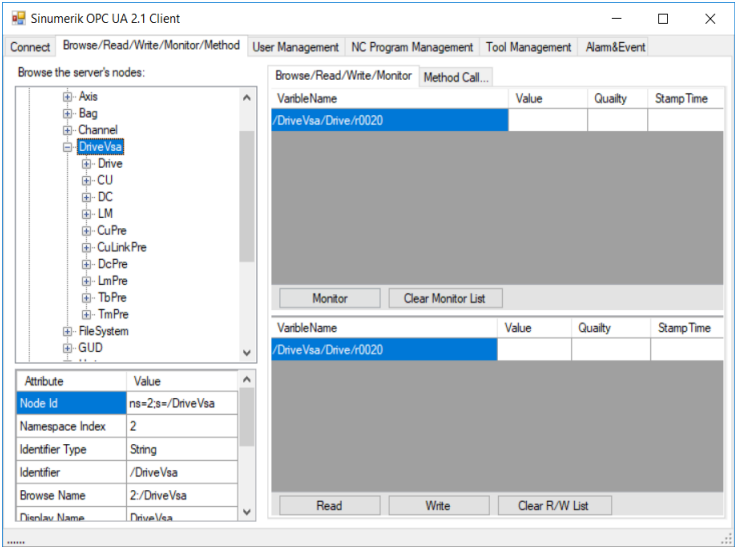 Sinumerik OPC UA 2.1 Client
Connect Browse/Read/Write/Monitor/Method User Management NC Program Management Tool Management Alarm&Event
Browse the server's nodes:
Axis
Bag
Channel
DriveVsa
Drive
CU
DC
LM
CuPre
CuLinkPre
DcPre
LmPre
TbPre
TmPre
FileSystem
GUD
Attribute Value
Node Id ns=2;s=/DriveVsa
Namespace Index 2
Identifier Type String
Identifier /DriveVsa
Browse Name 2:/DriveVsa
Display Name DriveVsa
Browse/Read/Write/Monitor Method Call...
VaribleName Value Quailty StampTime
/DriveVsa/Drive/r0020
Monitor Clear Monitor List
VaribleName Value Quailty StampTime
/DriveVsa/Drive/r0020
Read Write Clear R/W List
......